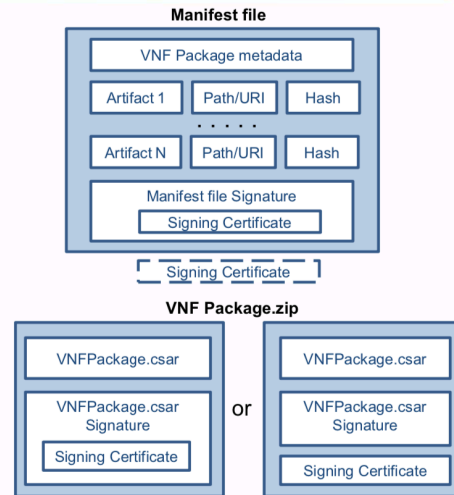 Manifest file
VNF Package metadata
Artifact 1 Path/URI Hash
. . . . .
Artifact N Path/URI Hash
Manifest file Signature
Signing Certificate
Signing Certificate
VNF Package.zip
VNFPackage.csar
VNFPackage.csar
Signature
Signing Certificate
or
VNFPackage.csar
VNFPackage.csar
Signature
Signing Certificate